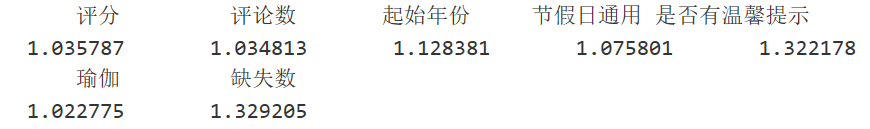 评分 评论数 起始年份 节假日通用 是否有温馨提示
1.035787 1.034813 1.128381 1.075801 1.322178
瑜伽 缺失数
1.022775 1.329205